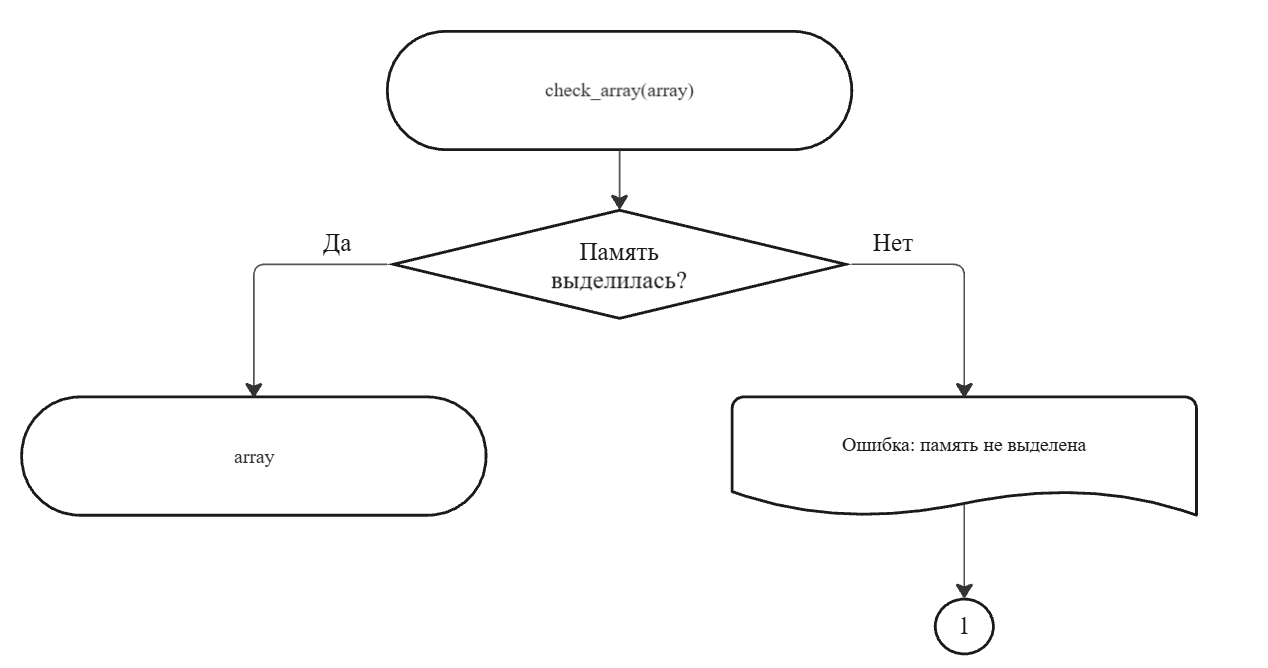 check_array(array)
Да
Нет
Память
выделилась?
array
Ошибка: память не выделена
1